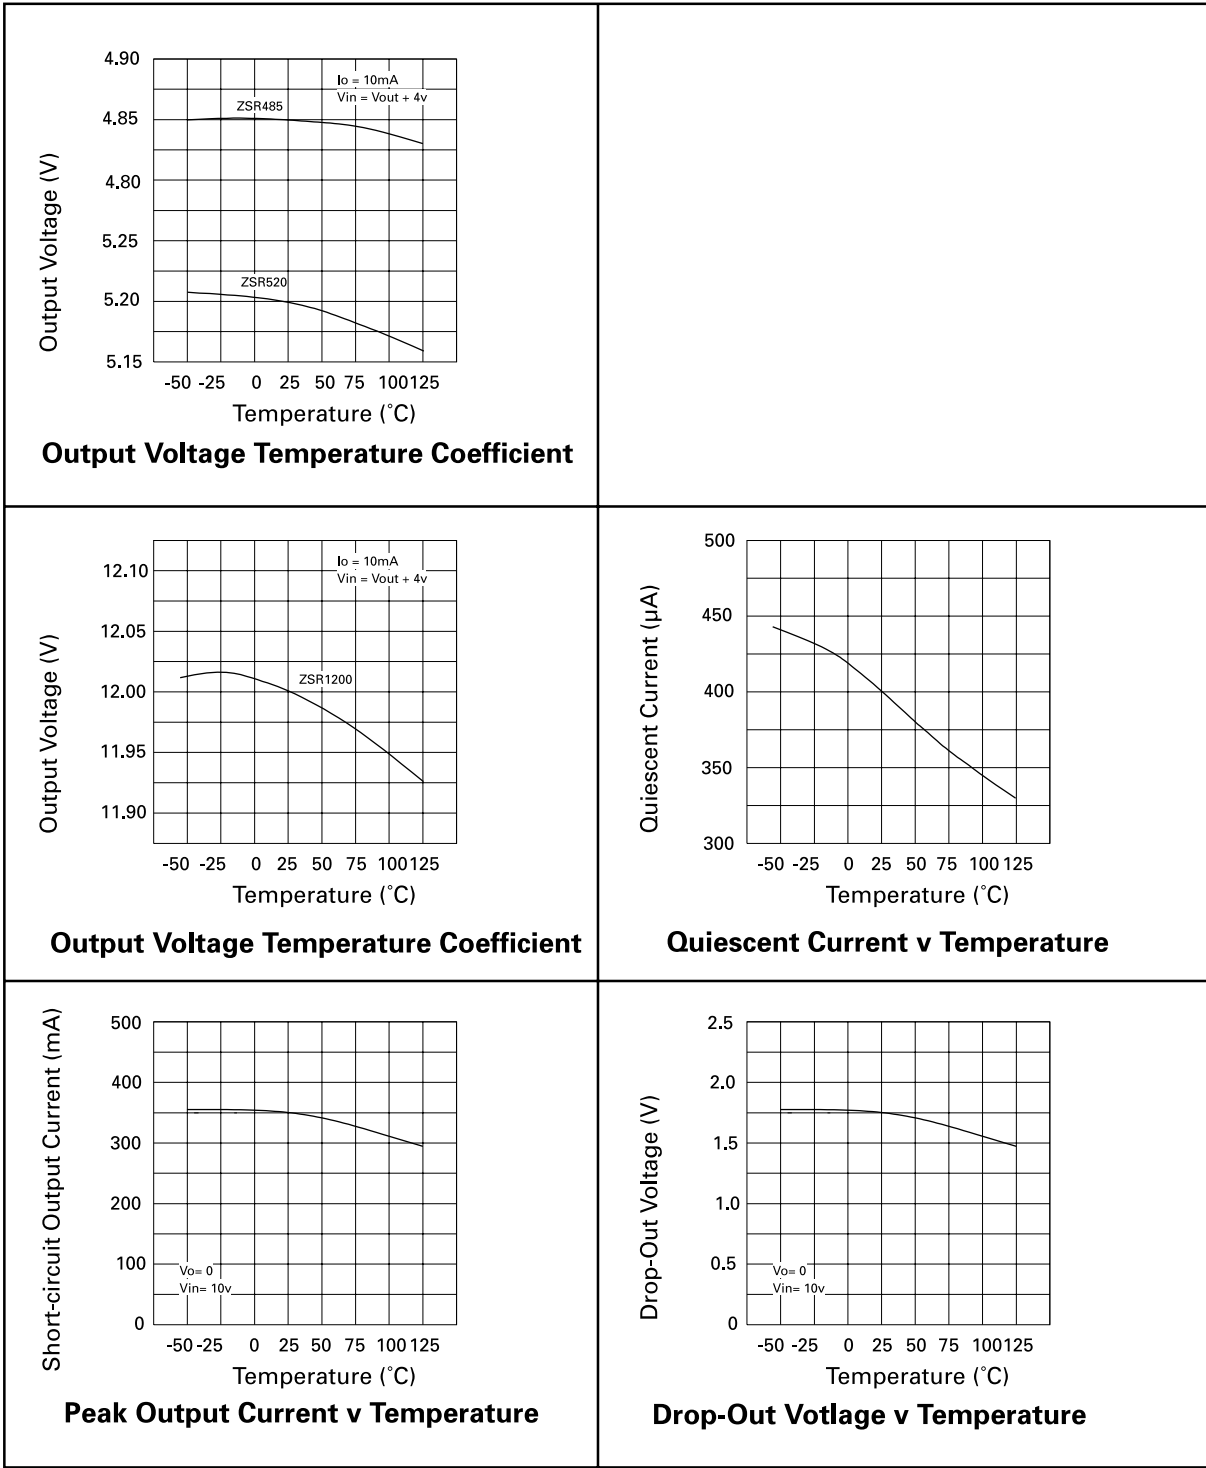 4.90
4.85
4.80
5.25
5.20
5.15
Output Voltage (V)
Io = 10mA
Vin = Vout + 4v
ZSR485
ZSR520
-50 -25 0 25 50 75 100 125
Temperature (˚C)
Output Voltage Temperature Coefficient
12.10
12.05
12.00
11.95
11.90
Output Voltage (V)
Io = 10mA
Vin = Vout + 4v
ZSR1200
-50 -25 0 25 50 75 100 125
Temperature (˚C)
Output Voltage Temperature Coefficient
500
450
400
350
300
Quiescent Current (µA)
-50 -25 0 25 50 75 100 125
Temperature (˚C)
Quiescent Current v Temperature
500
400
300
200
100
0
Short-circuit Output Current (mA)
Vo= 0
Vin= 10v
-50 -25 0 25 50 75 100 125
Temperature (˚C)
Peak Output Current v Temperature
2.5
2.0
1.5
1.0
0.5
0
Drop-Out Voltage (V)
Vo= 0
Vin= 10v
-50 -25 0 25 50 75 100 125
Temperature (˚C)
Drop-Out Votlage v Temperature